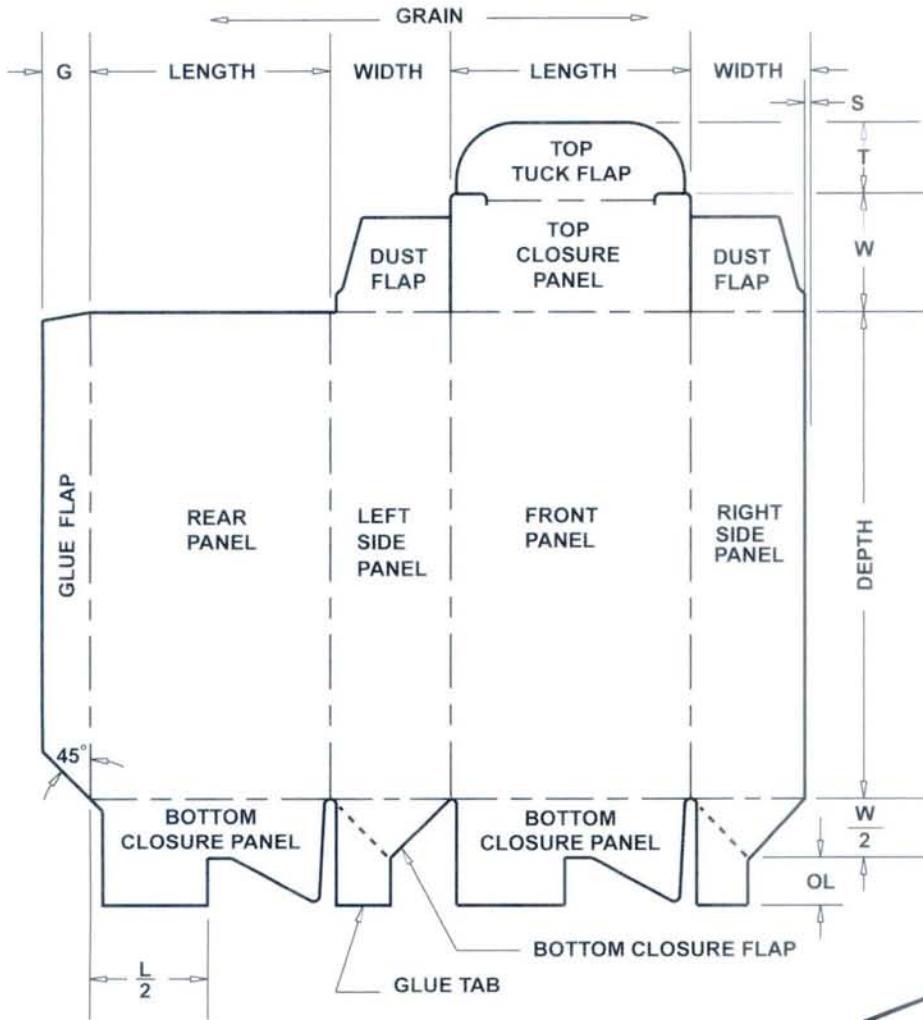 GRAIN
G
LENGTH
WIDTH
LENGTH
WIDTH
S
T
TOP
TUCK FLAP
W
TOP
CLOSURE
PANEL
DUST
FLAP
DUST
FLAP
GLUE FLAP
REAR
PANEL
LEFT
SIDE
PANEL
FRONT
PANEL
RIGHT
SIDE
PANEL
DEPTH
45°
BOTTOM
CLOSURE PANEL
BOTTOM
CLOSURE PANEL
W
2
OL
BOTTOM CLOSURE FLAP
L
2
GLUE TAB